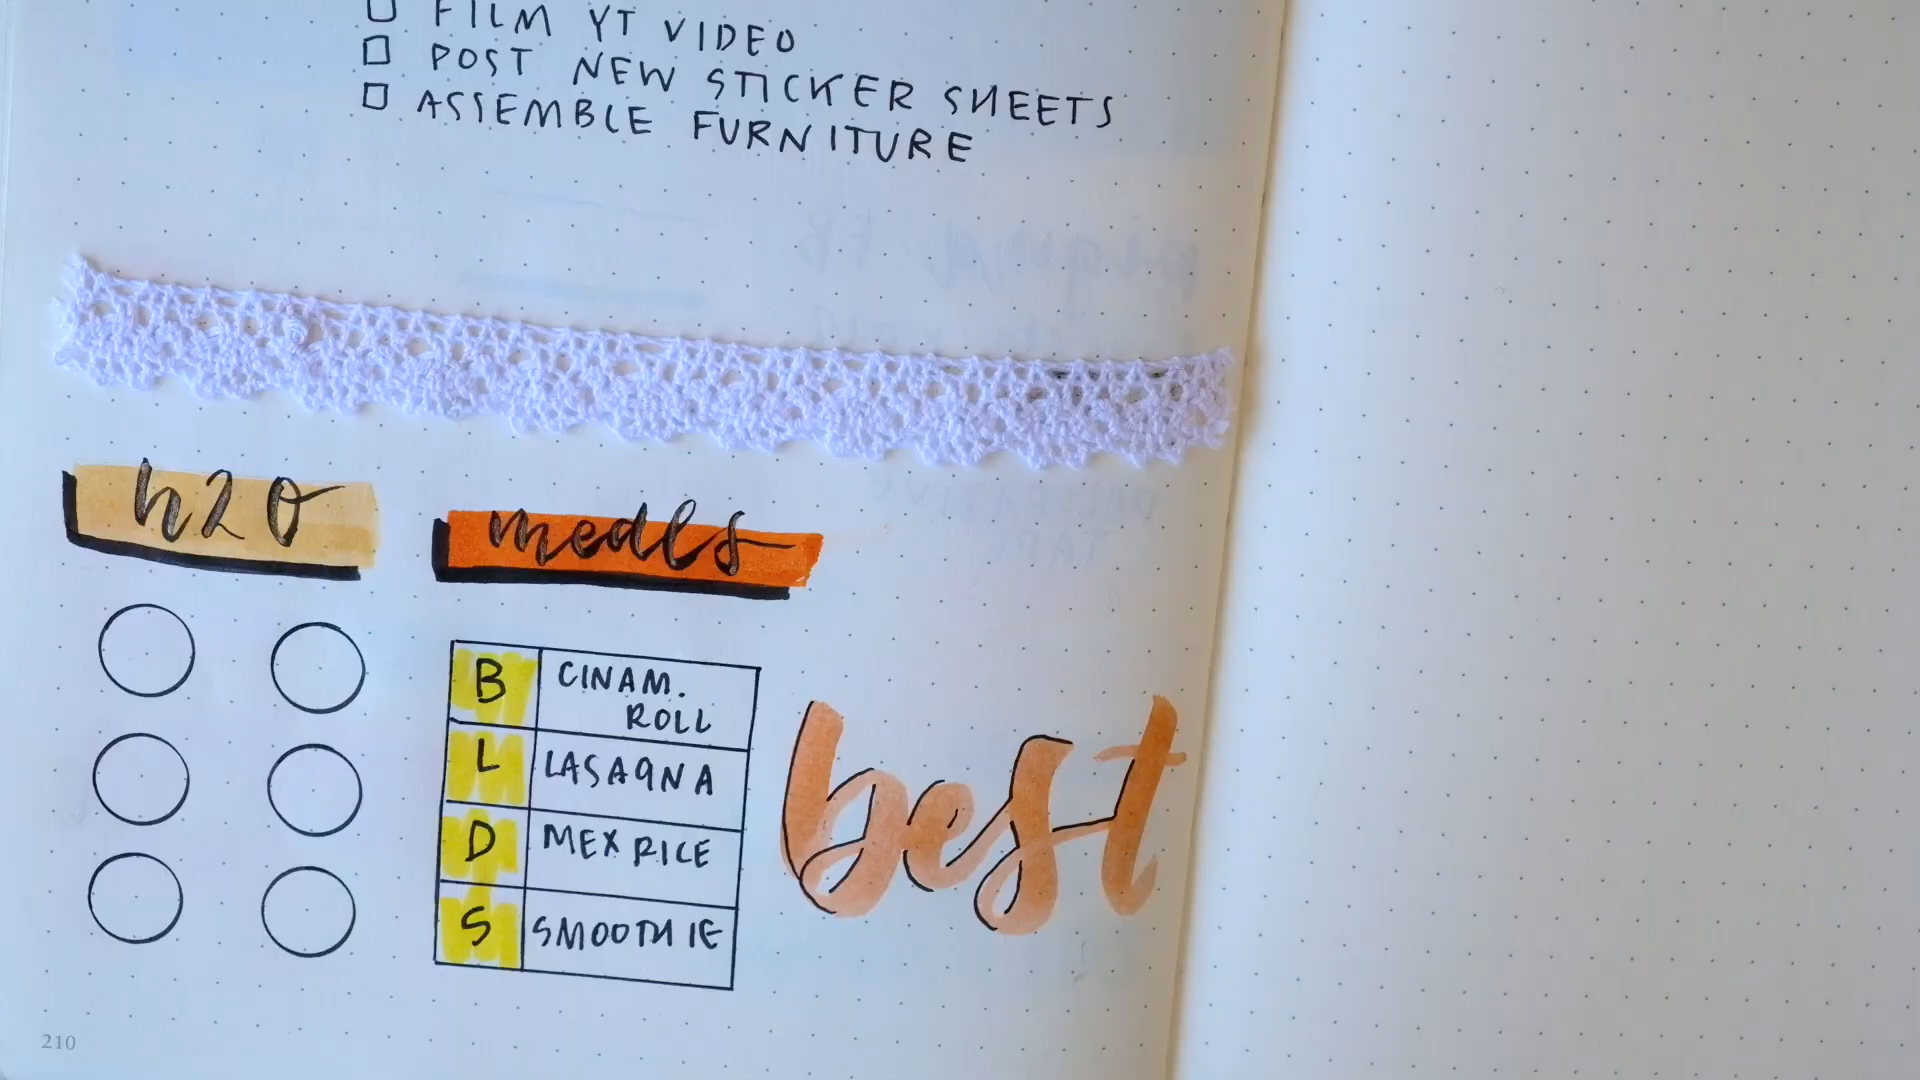 FILM YT VIDEO
POST NEW STICKER SHEETS
ASSEMBLE FURNITURE
h2o
meals
B CINAM.
ROLL
L LASAGNA
D MEX RICE
S SMOOTHIE
best
210